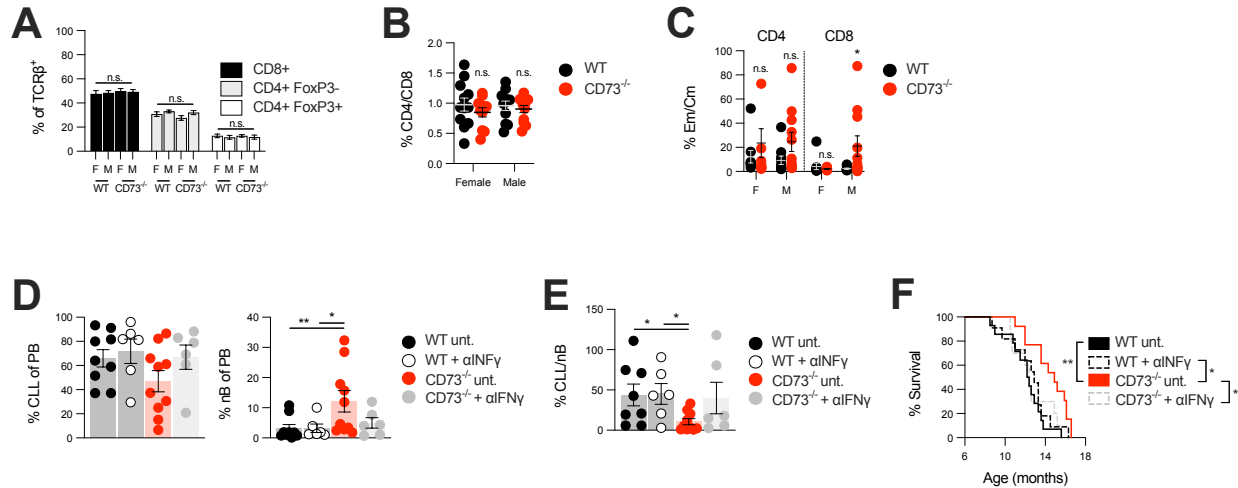 A
% of TCRβ⁺
100
80
60
40
20
0
n.s.
n.s.
n.s.
F M F M F M F M F M F M
WT CD73⁻/⁻ WT CD73⁻/⁻ WT CD73⁻/⁻
CD8+
CD4+ FoxP3-
CD4+ FoxP3+
B
% CD4/CD8
2.0
1.5
1.0
0.5
0.0
n.s.
n.s.
Female Male
WT
CD73⁻/⁻
C
% Em/Cm
CD4 CD8
100
80
60
40
20
0
n.s.
n.s.
n.s.
*
F M F M
WT
CD73⁻/⁻
D
% CLL of PB
100
80
60
40
20
0
% nB of PB
40
30
20
10
0
** *
WT unt.
WT + αINFγ
CD73⁻/⁻ unt.
CD73⁻/⁻ + αIFNγ
E
% CLL/nB
150
100
50
0
* *
WT unt.
WT + αINFγ
CD73⁻/⁻ unt.
CD73⁻/⁻ + αIFNγ
F
% Survival
100
80
60
40
20
0
6 10 14 18
Age (months)
WT unt.
WT + αINFγ
CD73⁻/⁻ unt.
CD73⁻/⁻ + αIFNγ
**
*
*